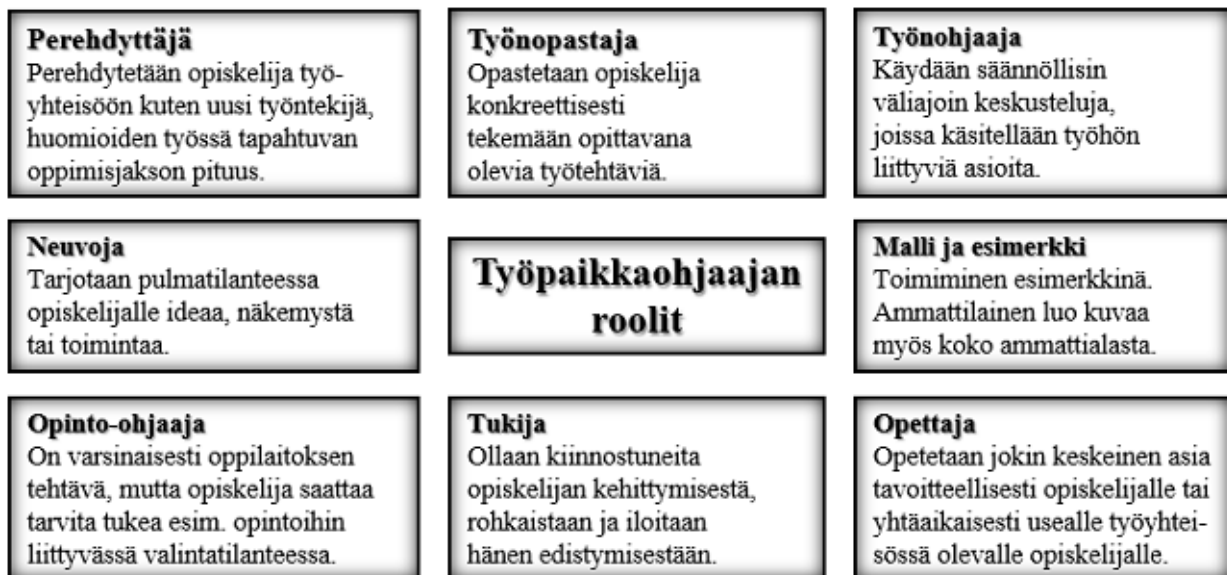 Perehdyttäjä
Perehdytetään opiskelija työ-
yhteisöön kuten uusi työntekijä,
huomioiden työssä tapahtuvan
oppimisjakson pituus.
Työnopastaja
Opastetaan opiskelija
konkreettisesti
tekemään opittavana
olevia työtehtäviä.
Työnohjaaja
Käydään säännöllisin
väliajoin keskusteluja,
joissa käsitellään työhön
liittyviä asioita.
Neuvoja
Tarjotaan pulmatilanteessa
opiskelijalle ideaa, näkemystä
tai toimintaa.
Työpaikkaohjaajan
roolit
Malli ja esimerkki
Toimiminen esimerkkinä.
Ammattilainen luo kuvaa
myös koko ammattialasta.
Opinto-ohjaaja
On varsinaisesti oppilaitoksen
tehtävä, mutta opiskelija saattaa
tarvita tukea esim. opintoihin
liittyvässä valintatilanteessa.
Tukija
Ollaan kiinnostuneita
opiskelijan kehittymisestä,
rohkaistaan ja iloitaan
hänen edistymisestään.
Opettaja
Opetetaan jokin keskeinen asia
tavoitteellisesti opiskelijalle tai
yhtäaikaisesti usealle työyhtei-
sössä olevalle opiskelijalle.